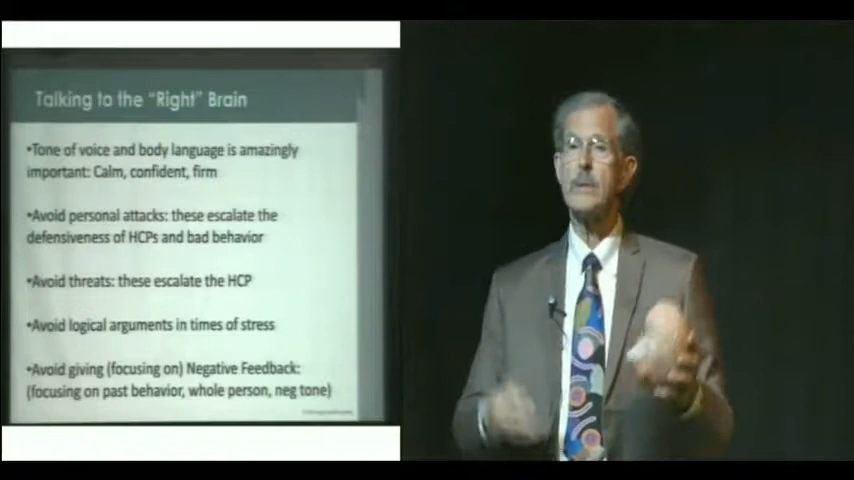 Talking to the “Right” Brain
•Tone of voice and body language is amazingly
important: Calm, confident, firm
•Avoid personal attacks: these escalate the
defensiveness of HCPs and bad behavior
•Avoid threats: these escalate the HCP
•Avoid logical arguments in times of stress
•Avoid giving (focusing on) Negative Feedback:
(focusing on past behavior, whole person, neg tone)